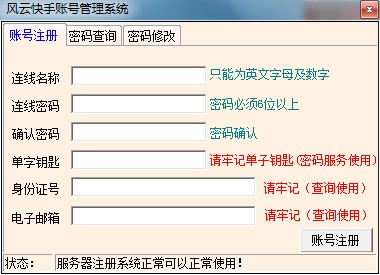 风云快手账号管理系统
账号注册 密码查询 密码修改
连线名称 只能为英文字母及数字
连线密码 密码必须6位以上
确认密码 密码确认
单字钥匙 请牢记单子钥匙(密码服务使用)
身份证号 请牢记（查询使用）
电子邮箱 请牢记（查询使用）
账号注册
状态: 服务器注册系统正常可以正常使用!